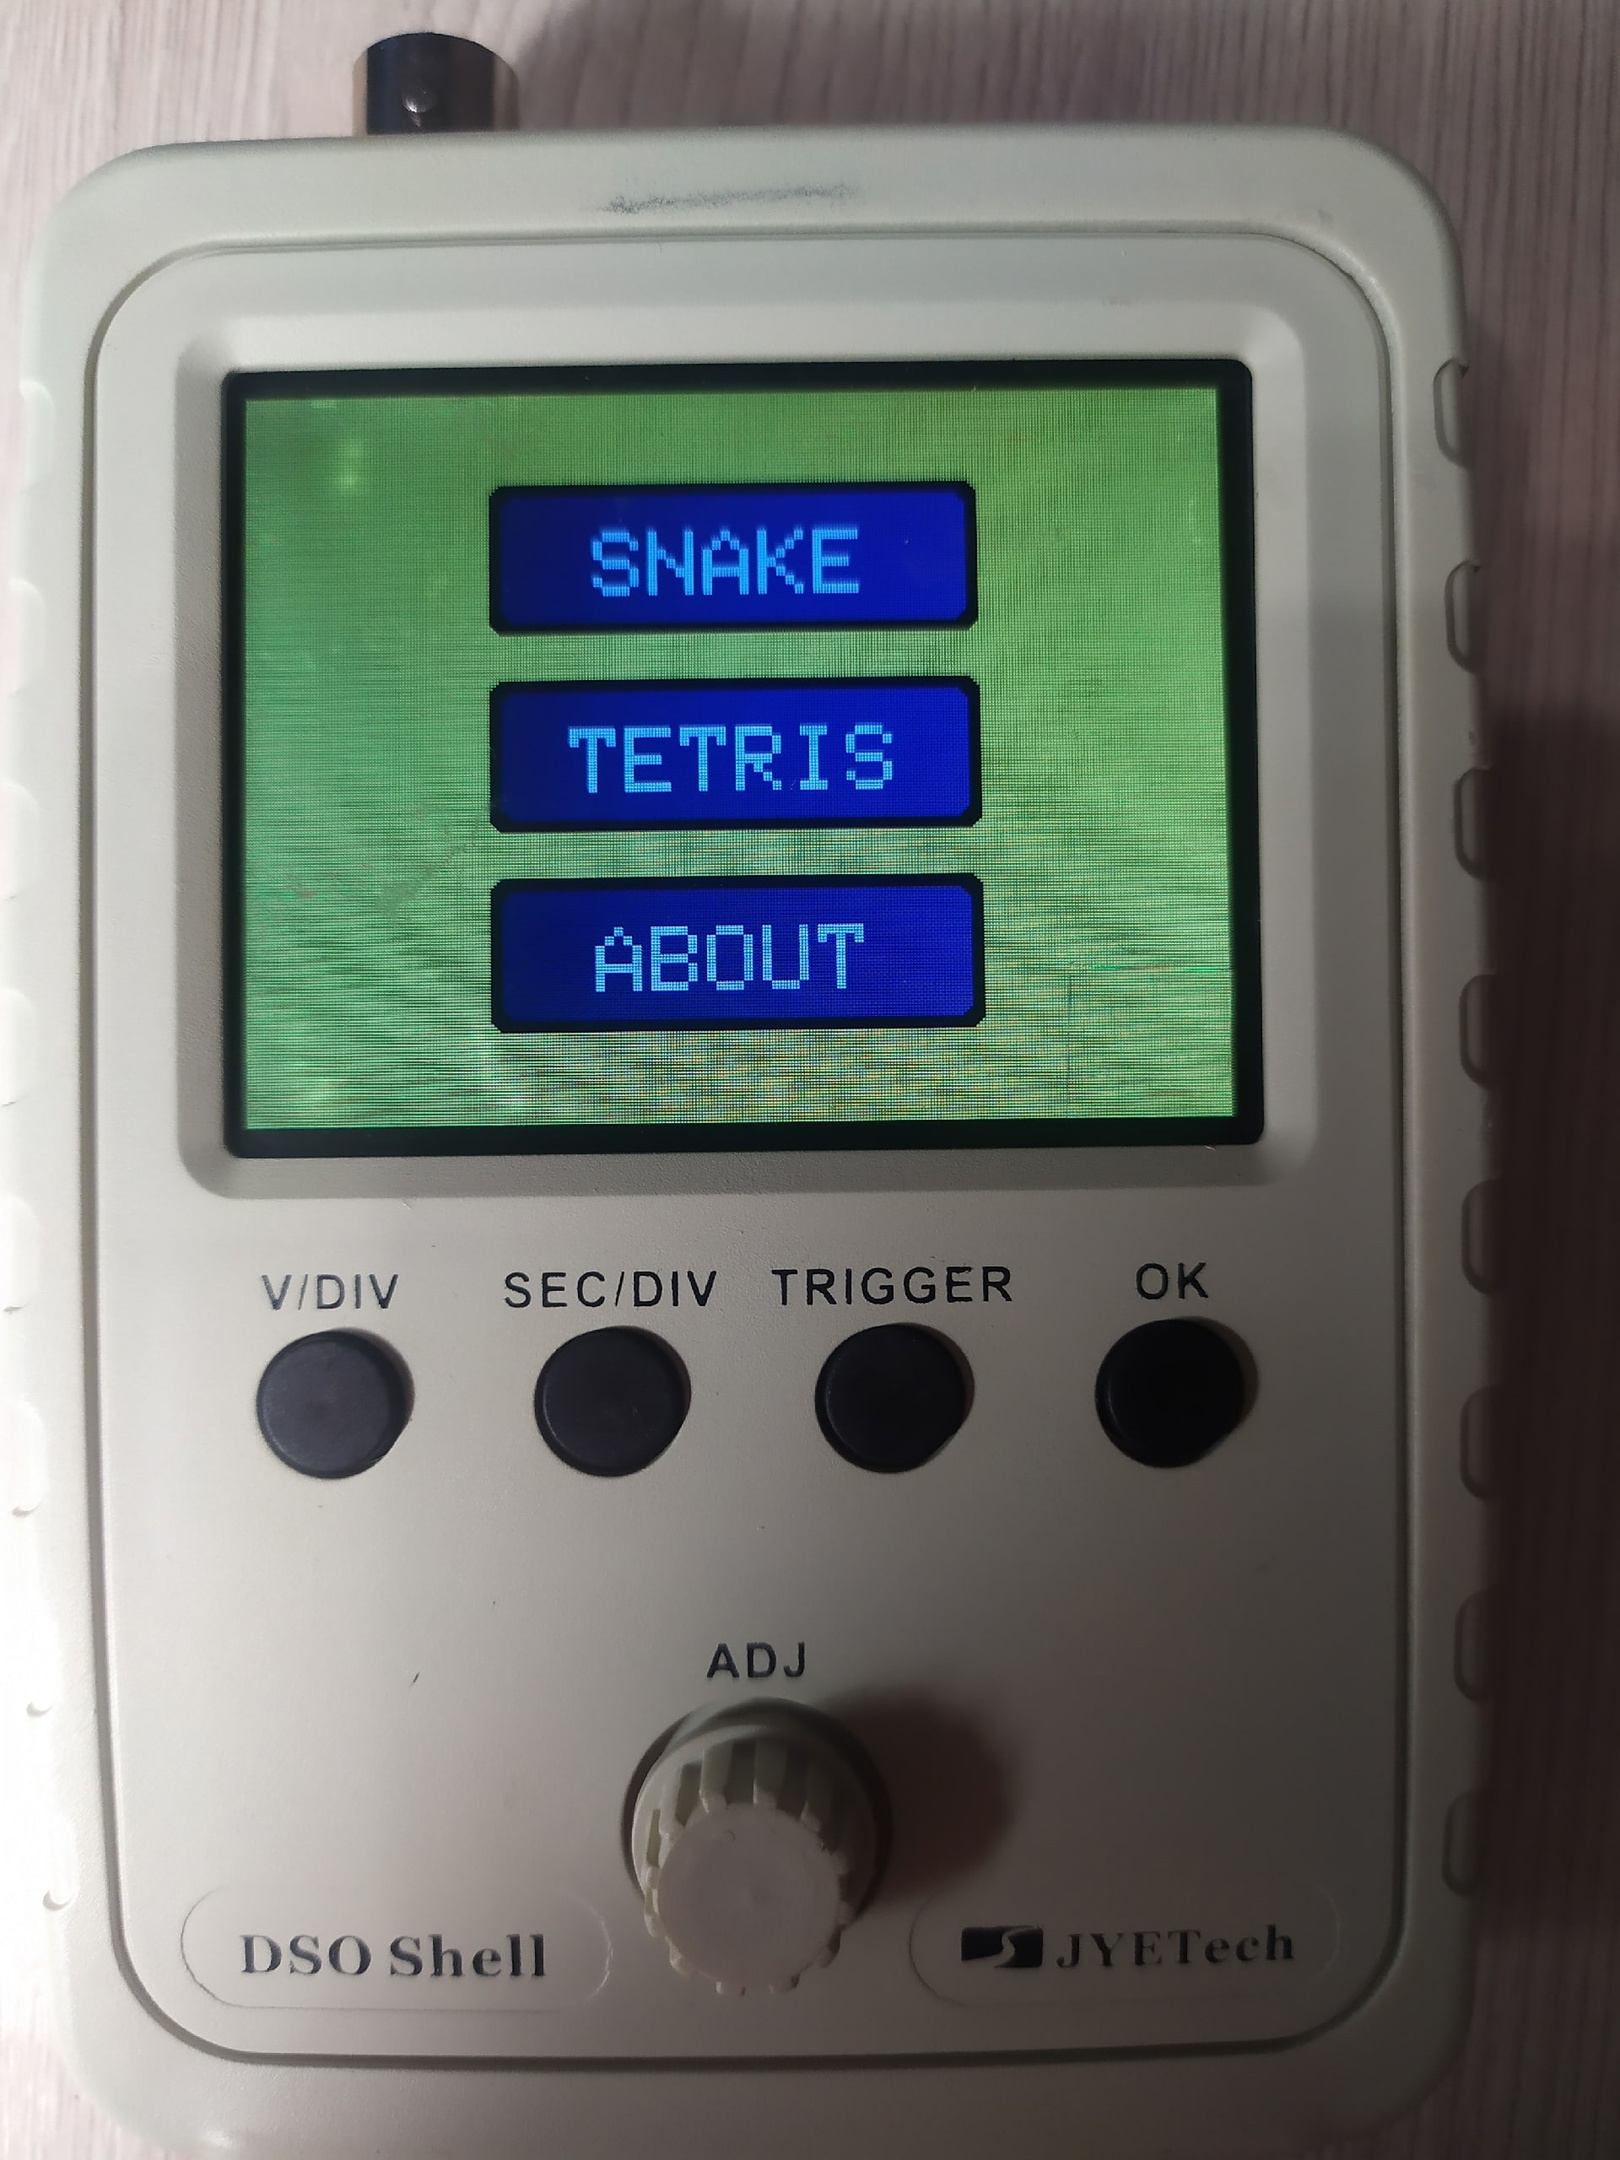 SNAKE
TETRIS
ABOUT
V/DIV SEC/DIV TRIGGER OK
ADJ
DSO Shell JYETech